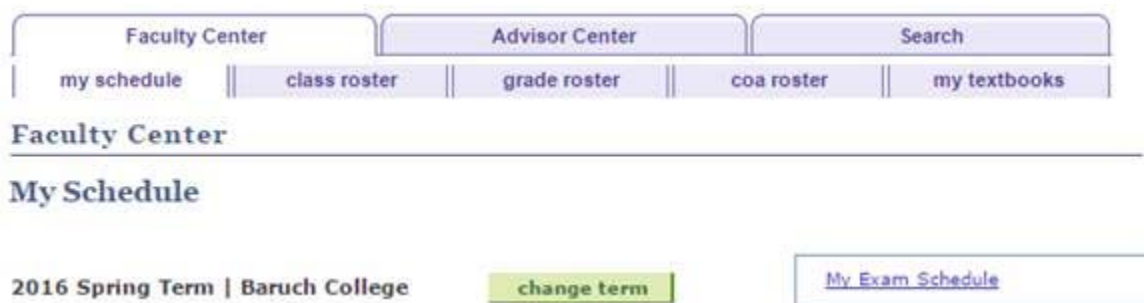 Faculty Center Advisor Center Search
my schedule class roster grade roster coa roster my textbooks
Faculty Center
My Schedule
2016 Spring Term | Baruch College change term My Exam Schedule